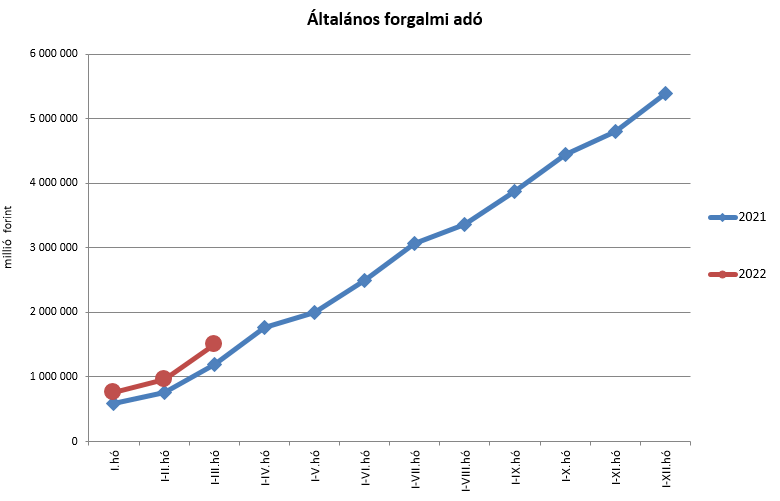 Általános forgalmi adó
6 000 000
5 000 000
4 000 000
3 000 000
2 000 000
1 000 000
0
millió forint
I.hó
I-II.hó
I-III.hó
I-IV.hó
I-V.hó
I-VI.hó
I-VII.hó
I-VIII.hó
I-IX.hó
I-X.hó
I-XI.hó
I-XII.hó
2021
2022